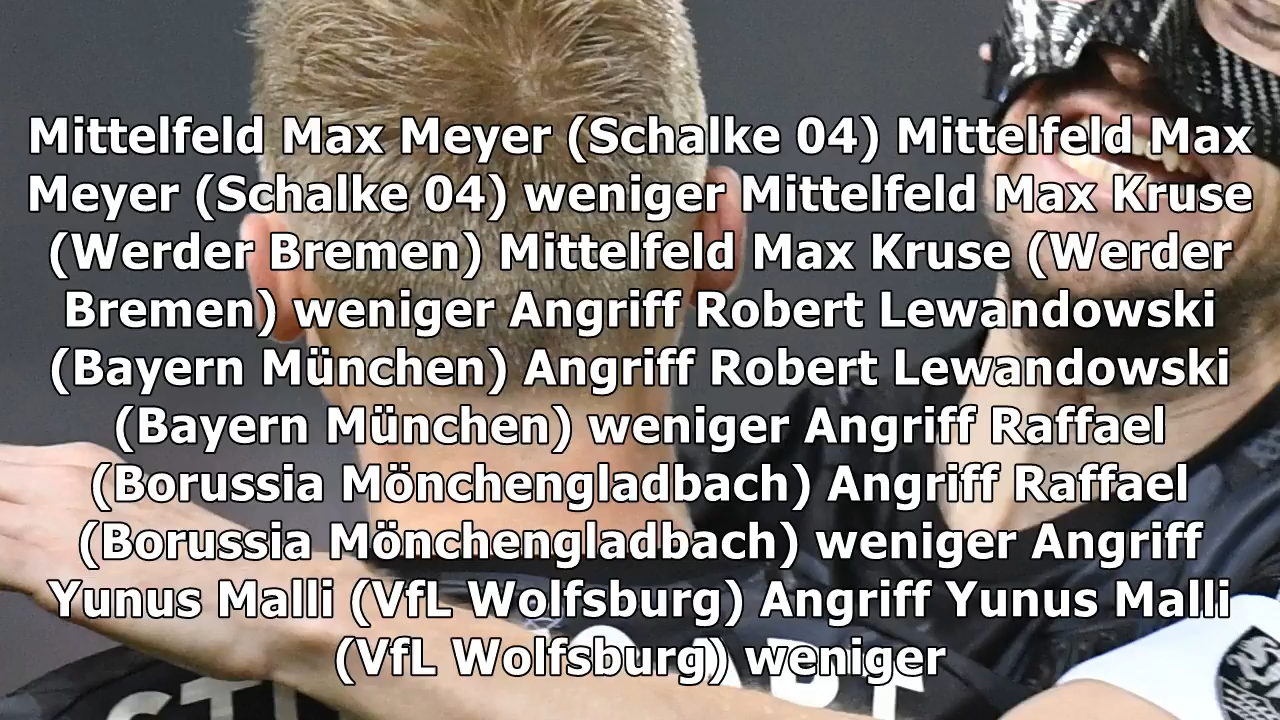 Mittelfeld Max Meyer (Schalke 04) Mittelfeld Max
Meyer (Schalke 04) weniger Mittelfeld Max Kruse
(Werder Bremen) Mittelfeld Max Kruse (Werder
Bremen) weniger Angriff Robert Lewandowski
(Bayern München) Angriff Robert Lewandowski
(Bayern München) weniger Angriff Raffael
(Borussia Mönchengladbach) Angriff Raffael
(Borussia Mönchengladbach) weniger Angriff
Yunus Malli (VfL Wolfsburg) Angriff Yunus Malli
(VfL Wolfsburg) weniger